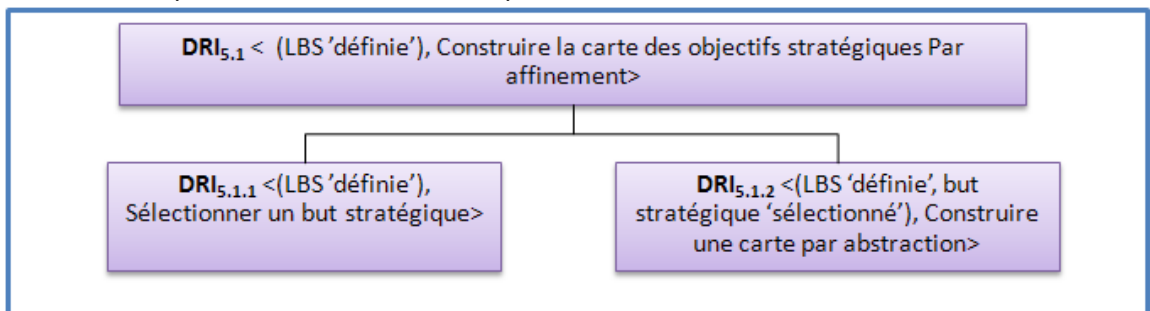 DRI5.1 < (LBS ’définie’), Construire la carte des objectifs stratégiques Par
affinement>
DRI5.1.1 <(LBS ’définie’),
Sélectionner un but stratégique>
DRI5.1.2 <(LBS ‘définie’, but
stratégique ‘sélectionné’), Construire
une carte par abstraction>